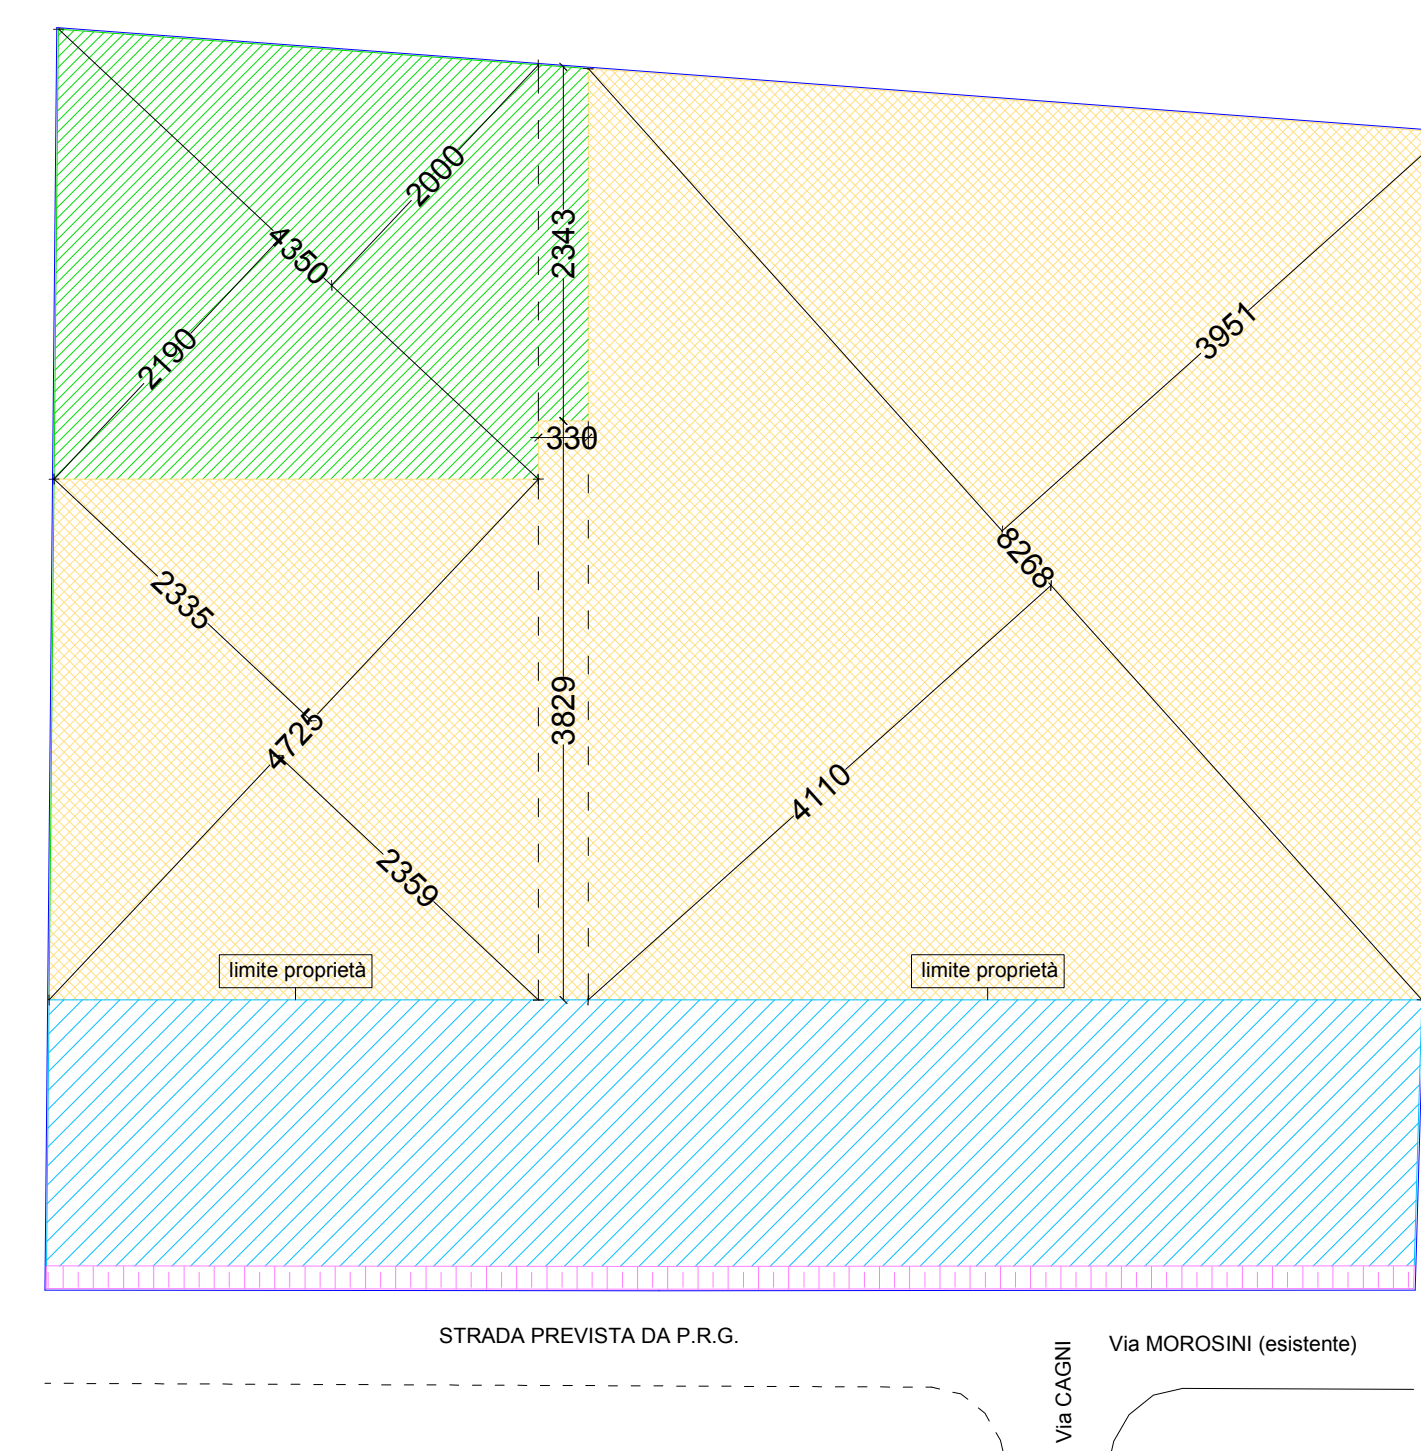 2000
2343
4350
2190
3951
330
8268
2335
3829
4725
4110
2359
limite proprietà
limite proprietà
STRADA PREVISTA DA P.R.G.
Via CAGNI
Via MOROSINI (esistente)